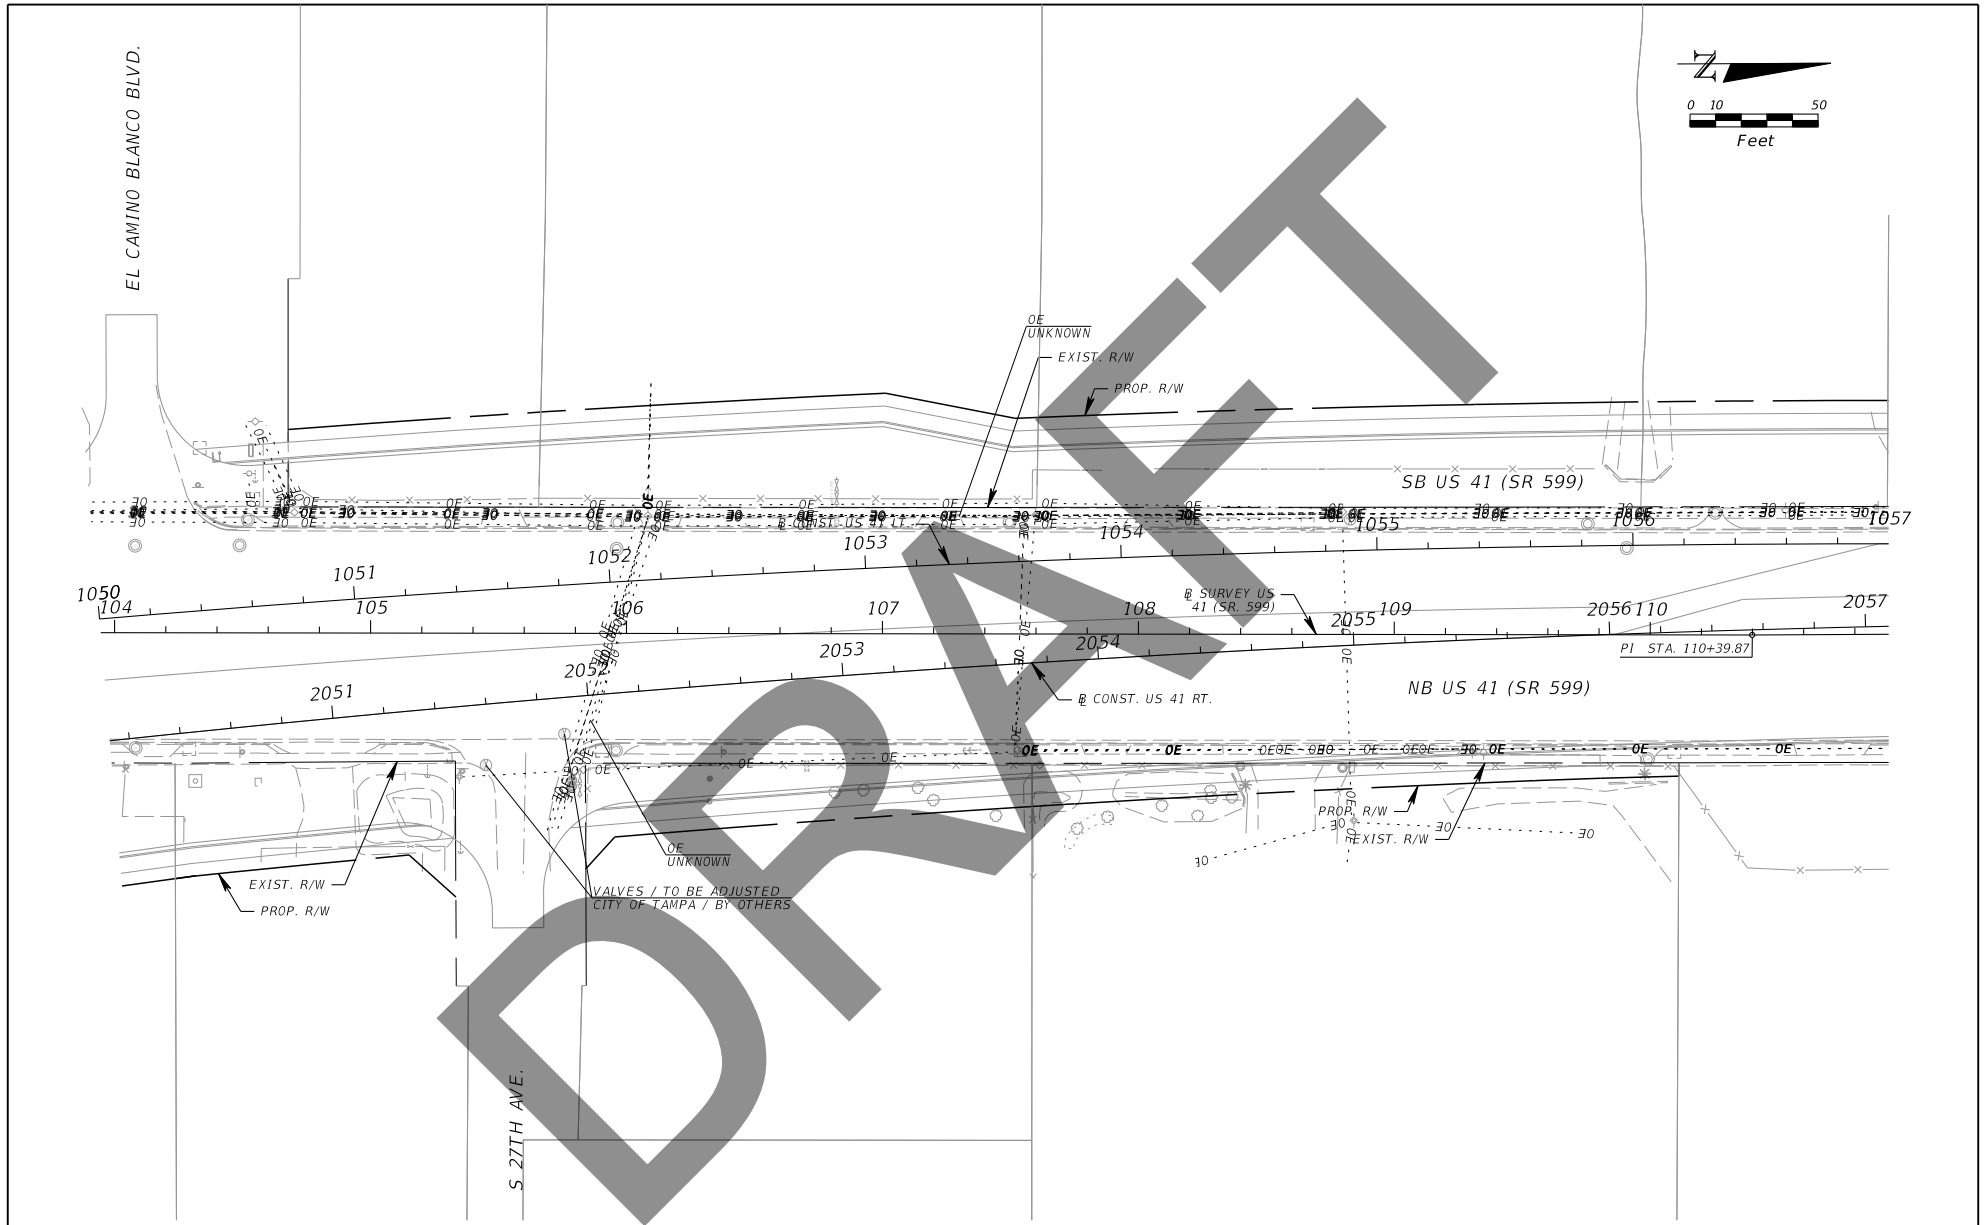 EL CAMINO BLANCO BLVD.
N
0 10 50
Feet
OE
UNKNOWN
EXIST. R/W
PROP. R/W
SB US 41 (SR 599)
1050
1051
1052
1053
1054
1055
1056
1057
104
105
106
107
108
109
110
B CONST. US 41 LT.
B SURVEY US
41 (SR. 599)
2051
2052
2053
2054
2055
2056
2057
PI STA. 110+39.87
NB US 41 (SR 599)
B CONST. US 41 RT.
OE
UNKNOWN
VALVES / TO BE ADJUSTED
CITY OF TAMPA / BY OTHERS
EXIST. R/W
PROP. R/W
PROP. R/W
EXIST. R/W
S 27TH AVE.
DRAFT